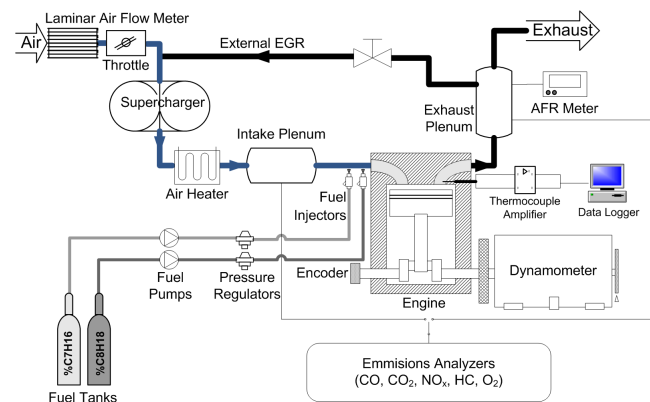 Laminar Air Flow Meter
Air
Throttle
External EGR
Exhaust
Supercharger
Exhaust
Plenum
AFR Meter
Intake Plenum
Air Heater
Fuel
Injectors
Thermocouple
Amplifier
Data Logger
Fuel
Pumps
Pressure
Regulators
Encoder
Engine
Dynamometer
%C7H16
%C8H18
Fuel Tanks
Emmisions Analyzers
(CO, CO₂, NOₓ, HC, O₂)